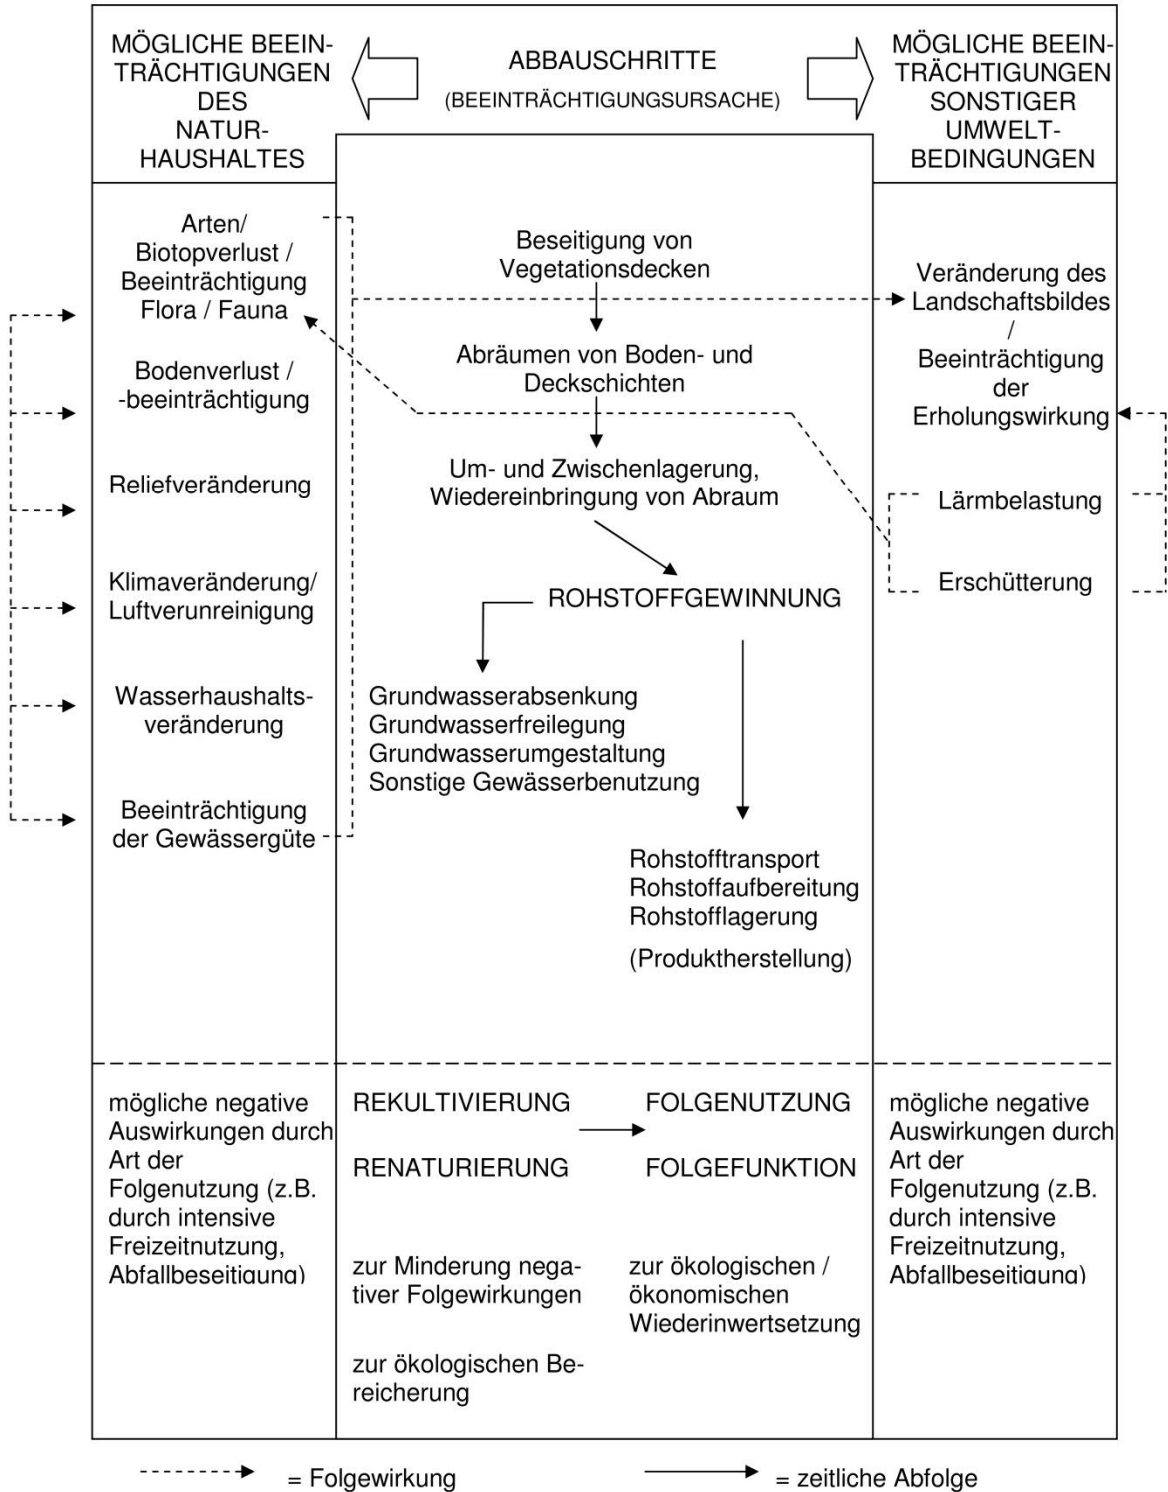 MÖGLICHE BEEIN-
TRÄCHTIGUNGEN
DES
NATUR-
HAUSHALTES
ABBAUSCHRITTE
(BEEINTRÄCHTIGUNGSURSACHE)
MÖGLICHE BEEIN-
TRÄCHTIGUNGEN
SONSTIGER
UMWELT-
BEDINGUNGEN
Arten/
Biotopverlust /
Beeinträchtigung
Flora / Fauna
Bodenverlust /
-beeinträchtigung
Reliefveränderung
Klimaveränderung/
Luftverunreinigung
Wasserhaushalts-
veränderung
Beeinträchtigung
der Gewässergüte
Beseitigung von
Vegetationsdecken
Abräumen von Boden- und
Deckschichten
Um- und Zwischenlagerung,
Wiedereinbringung von Abraum
ROHSTOFFGEWINNUNG
Grundwasserabsenkung
Grundwasserfreilegung
Grundwasserumgestaltung
Sonstige Gewässerbenutzung
Rohstofftransport
Rohstoffaufbereitung
Rohstofflagerung
(Produktherstellung)
Veränderung des
Landschaftsbildes
/
Beeinträchtigung
der
Erholungswirkung
Lärmbelastung
Erschütterung
mögliche negative
Auswirkungen durch
Art der
Folgenutzung (z.B.
durch intensive
Freizeitnutzung,
Abfallbeseitigung)
REKULTIVIERUNG
RENATURIERUNG
zur Minderung nega-
tiver Folgewirkungen
zur ökologischen Be-
reicherung
FOLGENUTZUNG
FOLGEFUNKTION
zur ökologischen /
ökonomischen
Wiederinwertsetzung
mögliche negative
Auswirkungen durch
Art der
Folgenutzung (z.B.
durch intensive
Freizeitnutzung,
Abfallbeseitigung)
= Folgewirkung
= zeitliche Abfolge